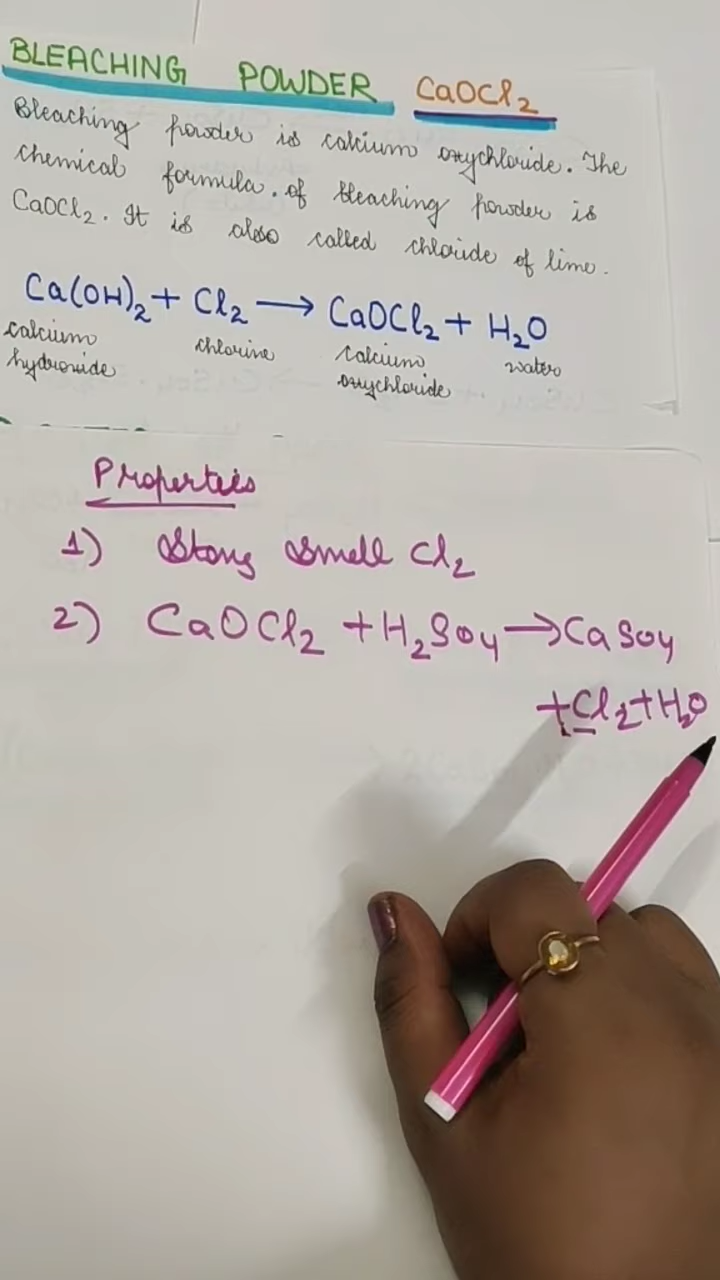 BLEACHING POWDER CaOCl₂
Bleaching powder is calcium oxychloride. The
chemical formula. of bleaching powder is
CaOCl₂. It is also called chloride of lime.
Ca(OH)₂ + Cl₂ → CaOCl₂ + H₂O
calcium hydroxide chlorine calcium oxychloride water
Properties
1) Stong smell Cl₂
2) CaOCl₂ + H₂SO₄ → CaSO₄
+ Cl₂ + H₂O